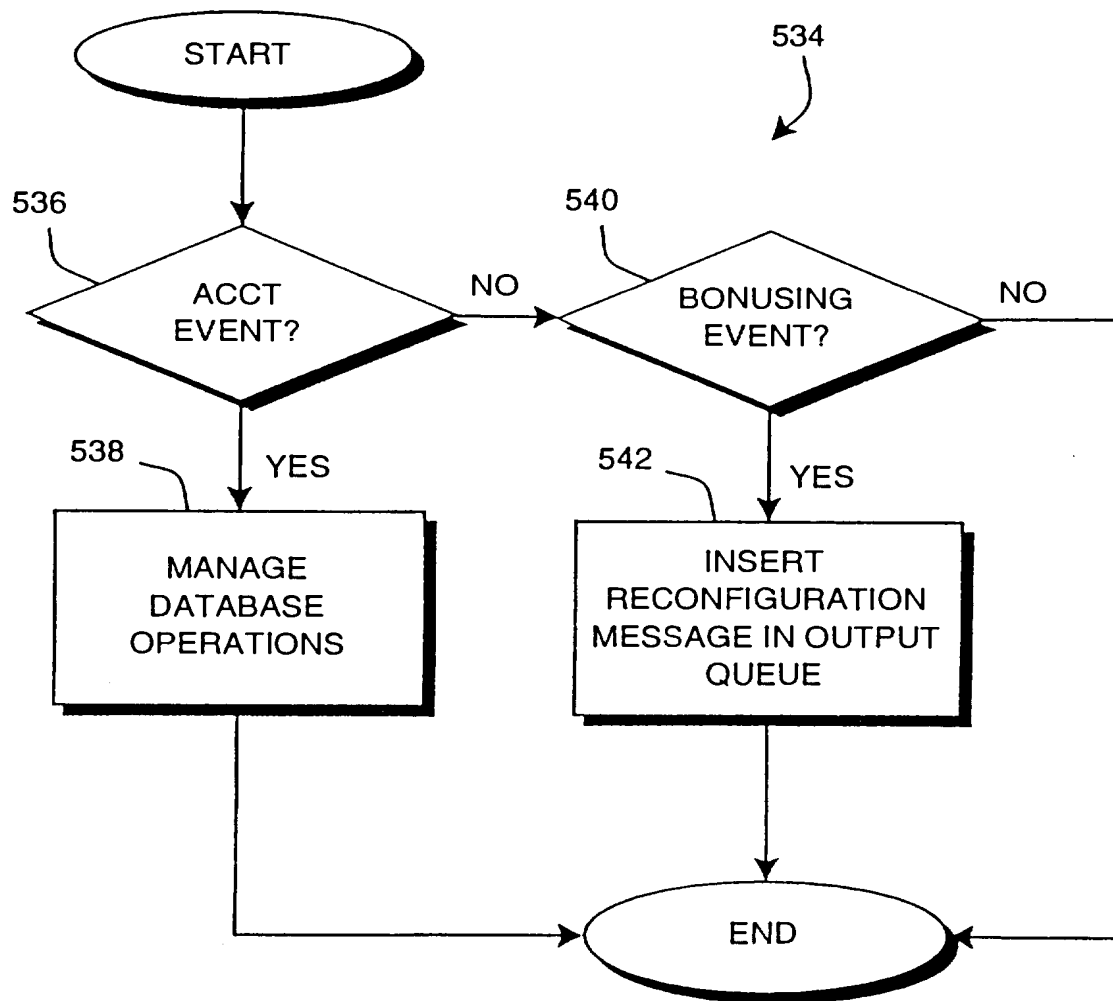 START
534
536
540
ACCT
EVENT?
NO
BONUSING
EVENT?
NO
538
YES
542
YES
MANAGE
DATABASE
OPERATIONS
INSERT
RECONFIGURATION
MESSAGE IN OUTPUT
QUEUE
END